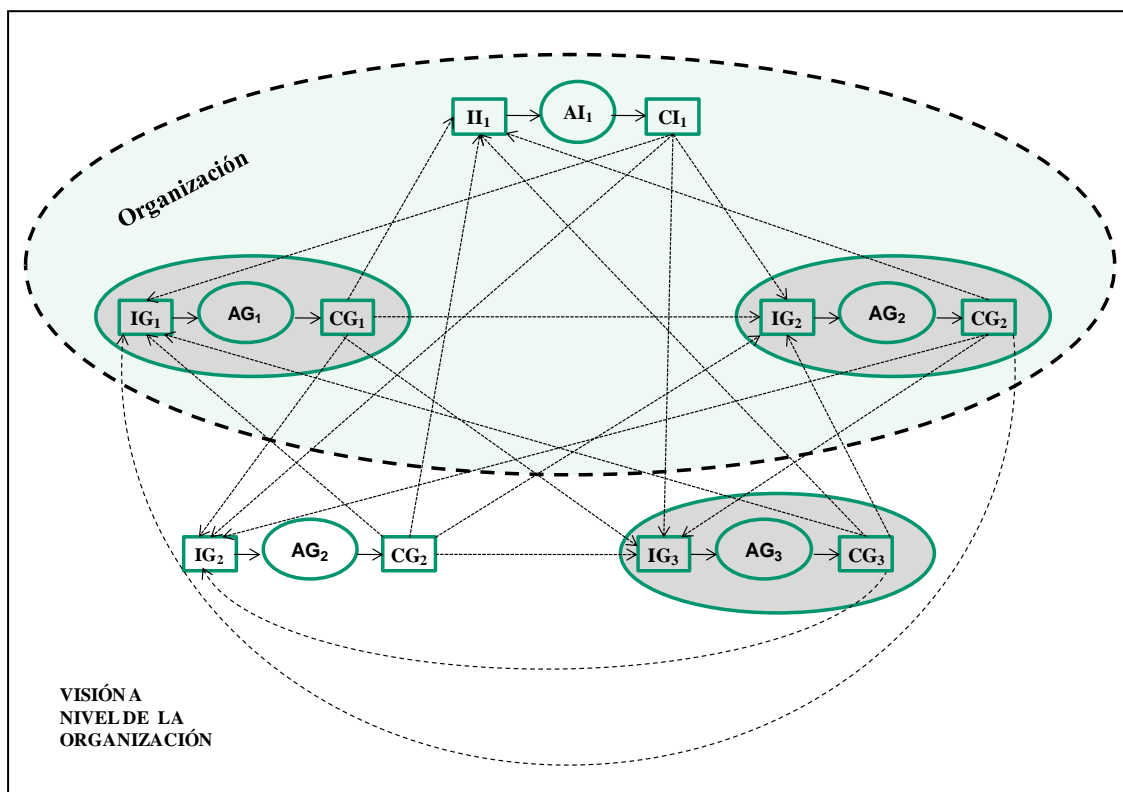 II₁
AI₁
CI₁
Organización
IG₁
AG₁
CG₁
IG₂
AG₂
CG₂
IG₂
AG₂
CG₂
IG₃
AG₃
CG₃
VISIÓN A
NIVEL DE LA
ORGANIZACIÓN